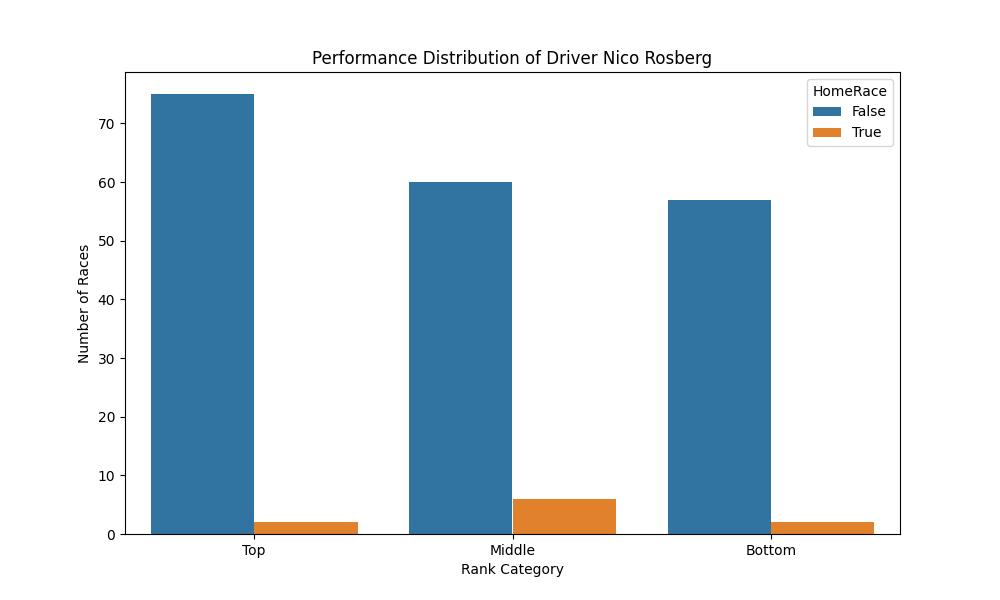 Performance Distribution of Driver Nico Rosberg
HomeRace
False
True
Number of Races
70
60
50
40
30
20
10
0
Top Middle Bottom
Rank Category